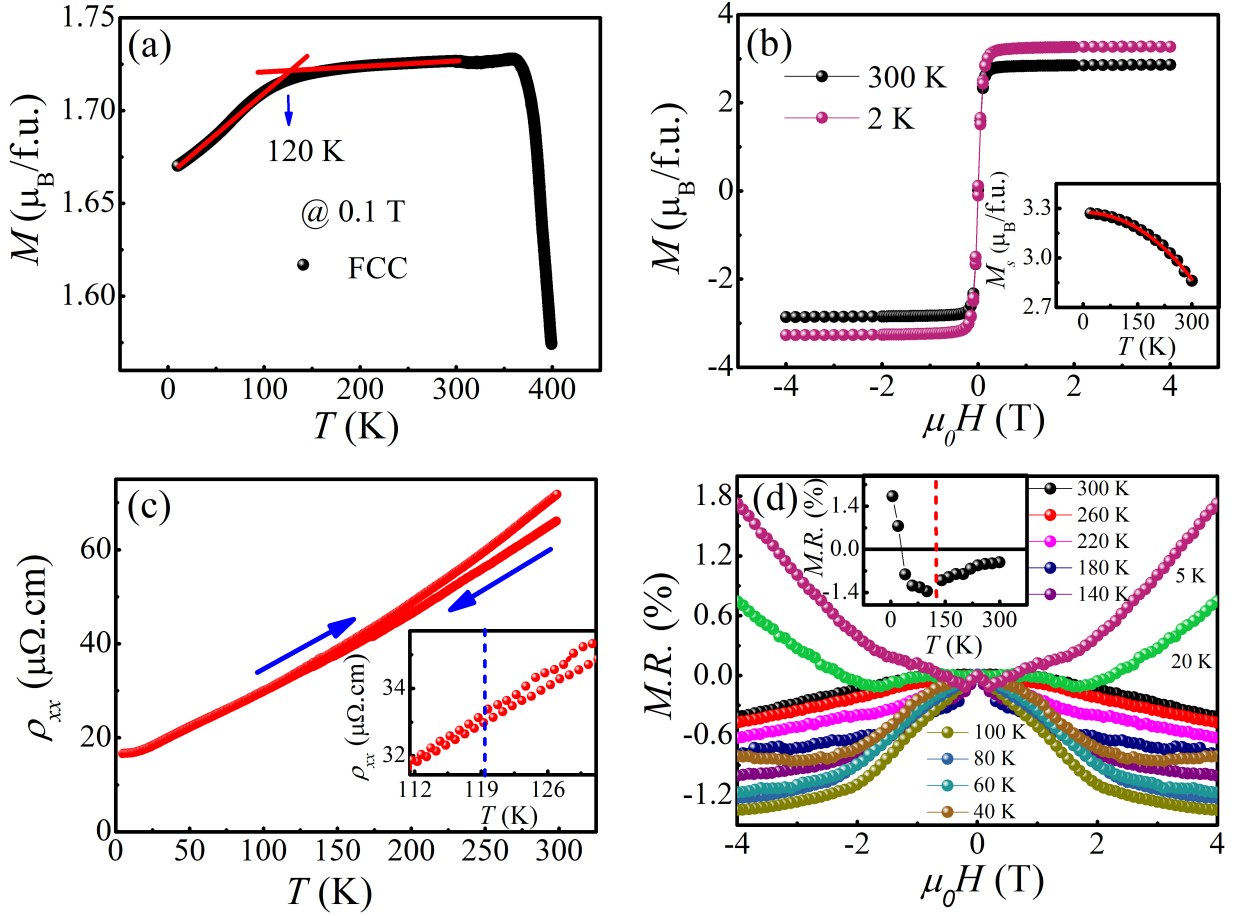 (a)
1.75
1.70
1.65
1.60
M (μB/f.u.)
120 K
@ 0.1 T
FCC
0 100 200 300 400
T (K)
(b)
4
2
0
-2
-4
M (μB/f.u.)
300 K
2 K
3.3
3.0
2.7
Ms (μB/f.u.)
0 150 300
T (K)
-4 -2 0 2 4
μ0H (T)
(c)
60
40
20
0
ρxx (μΩ.cm)
34
32
ρxx (μΩ.cm)
112 119 126
T (K)
0 50 100 150 200 250 300
T (K)
(d)
1.8
1.2
0.6
0.0
-0.6
-1.2
M.R. (%)
1.4
0.0
-1.4
M.R. (%)
0 150 300
T (K)
300 K
260 K
220 K
180 K
140 K
5 K
20 K
100 K
80 K
60 K
40 K
-4 -2 0 2 4
μ0H (T)